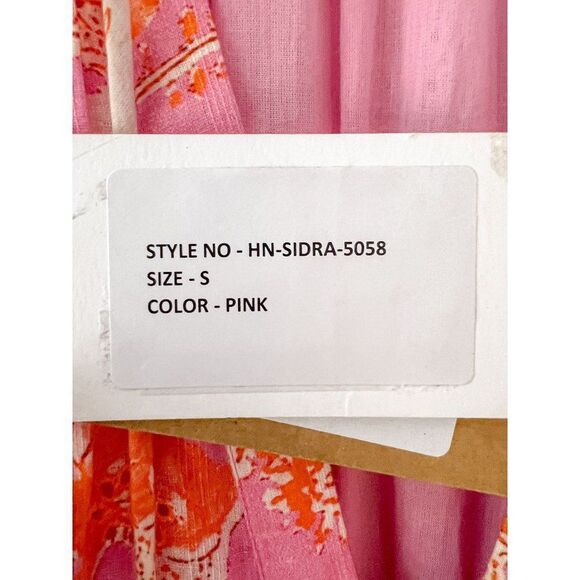 STYLE NO - HN-SIDRA-5058
SIZE - S
COLOR - PINK